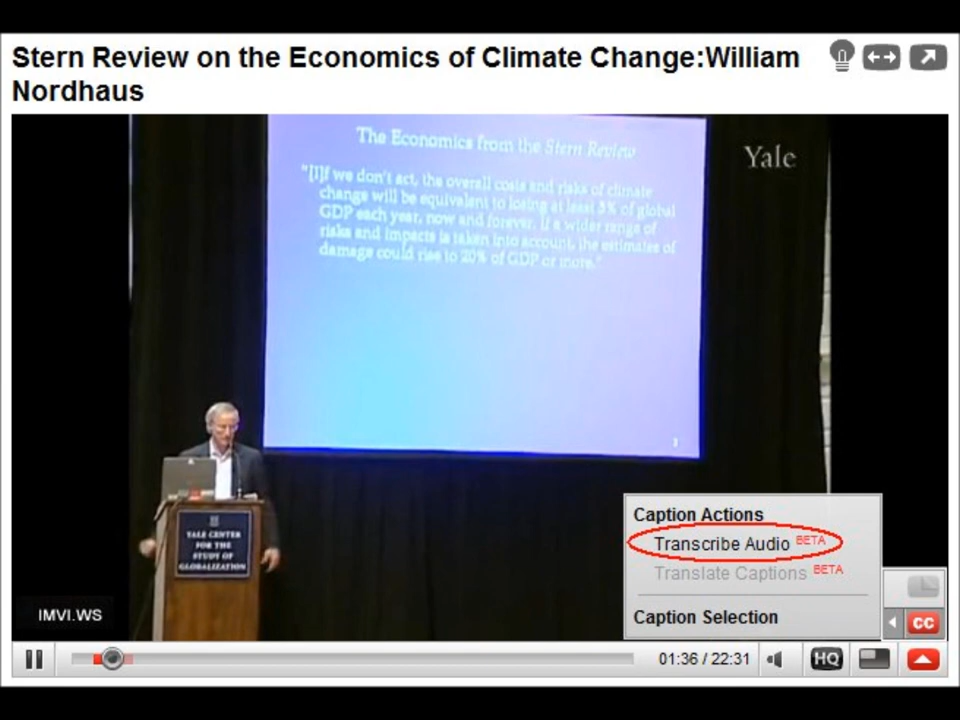 Stern Review on the Economics of Climate Change:William
Nordhaus
The Economics from the Stern Review
"[I]f we don't act, the overall costs and risks of climate
change will be equivalent to losing at least 5% of global
GDP each year, now and forever. If a wider range of
risks and impacts is taken into account, the estimates of
damage could rise to 20% of GDP or more."
1
Yale
YALE CENTER
FOR THE
STUDY OF
GLOBALIZATION
IMVI.WS
Caption Actions
Transcribe Audio BETA
Translate Captions BETA
Caption Selection
CC
01:36 / 22:31
HQ